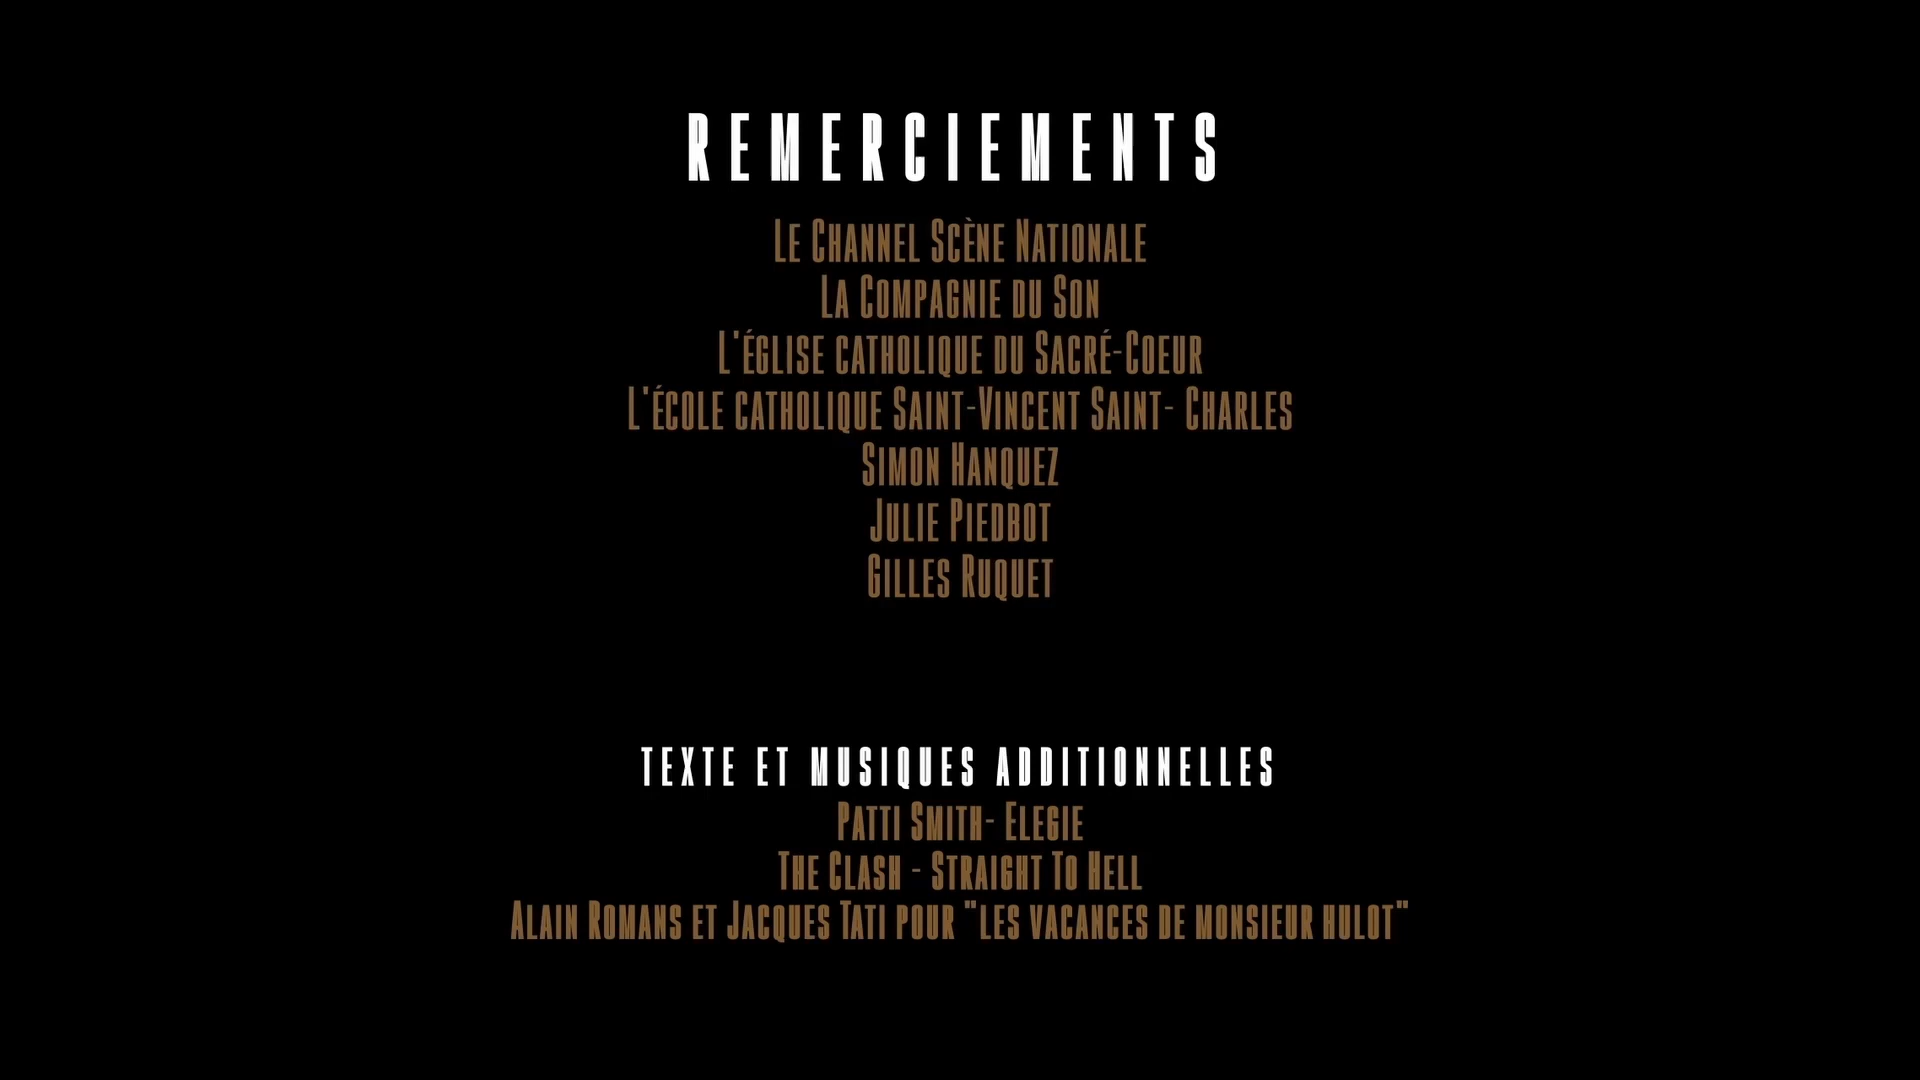 REMERCIEMENTS
Le Channel Scène Nationale
La Compagnie du Son
L'église catholique du Sacré-Coeur
L'école catholique Saint-Vincent Saint- Charles
Simon Hanquez
Julie Piedbot
Gilles Ruquet
TEXTE ET MUSIQUES ADDITIONNELLES
Patti Smith- Elegie
The Clash - Straight To Hell
Alain Romans et Jacques Tati pour "les vacances de monsieur hulot"